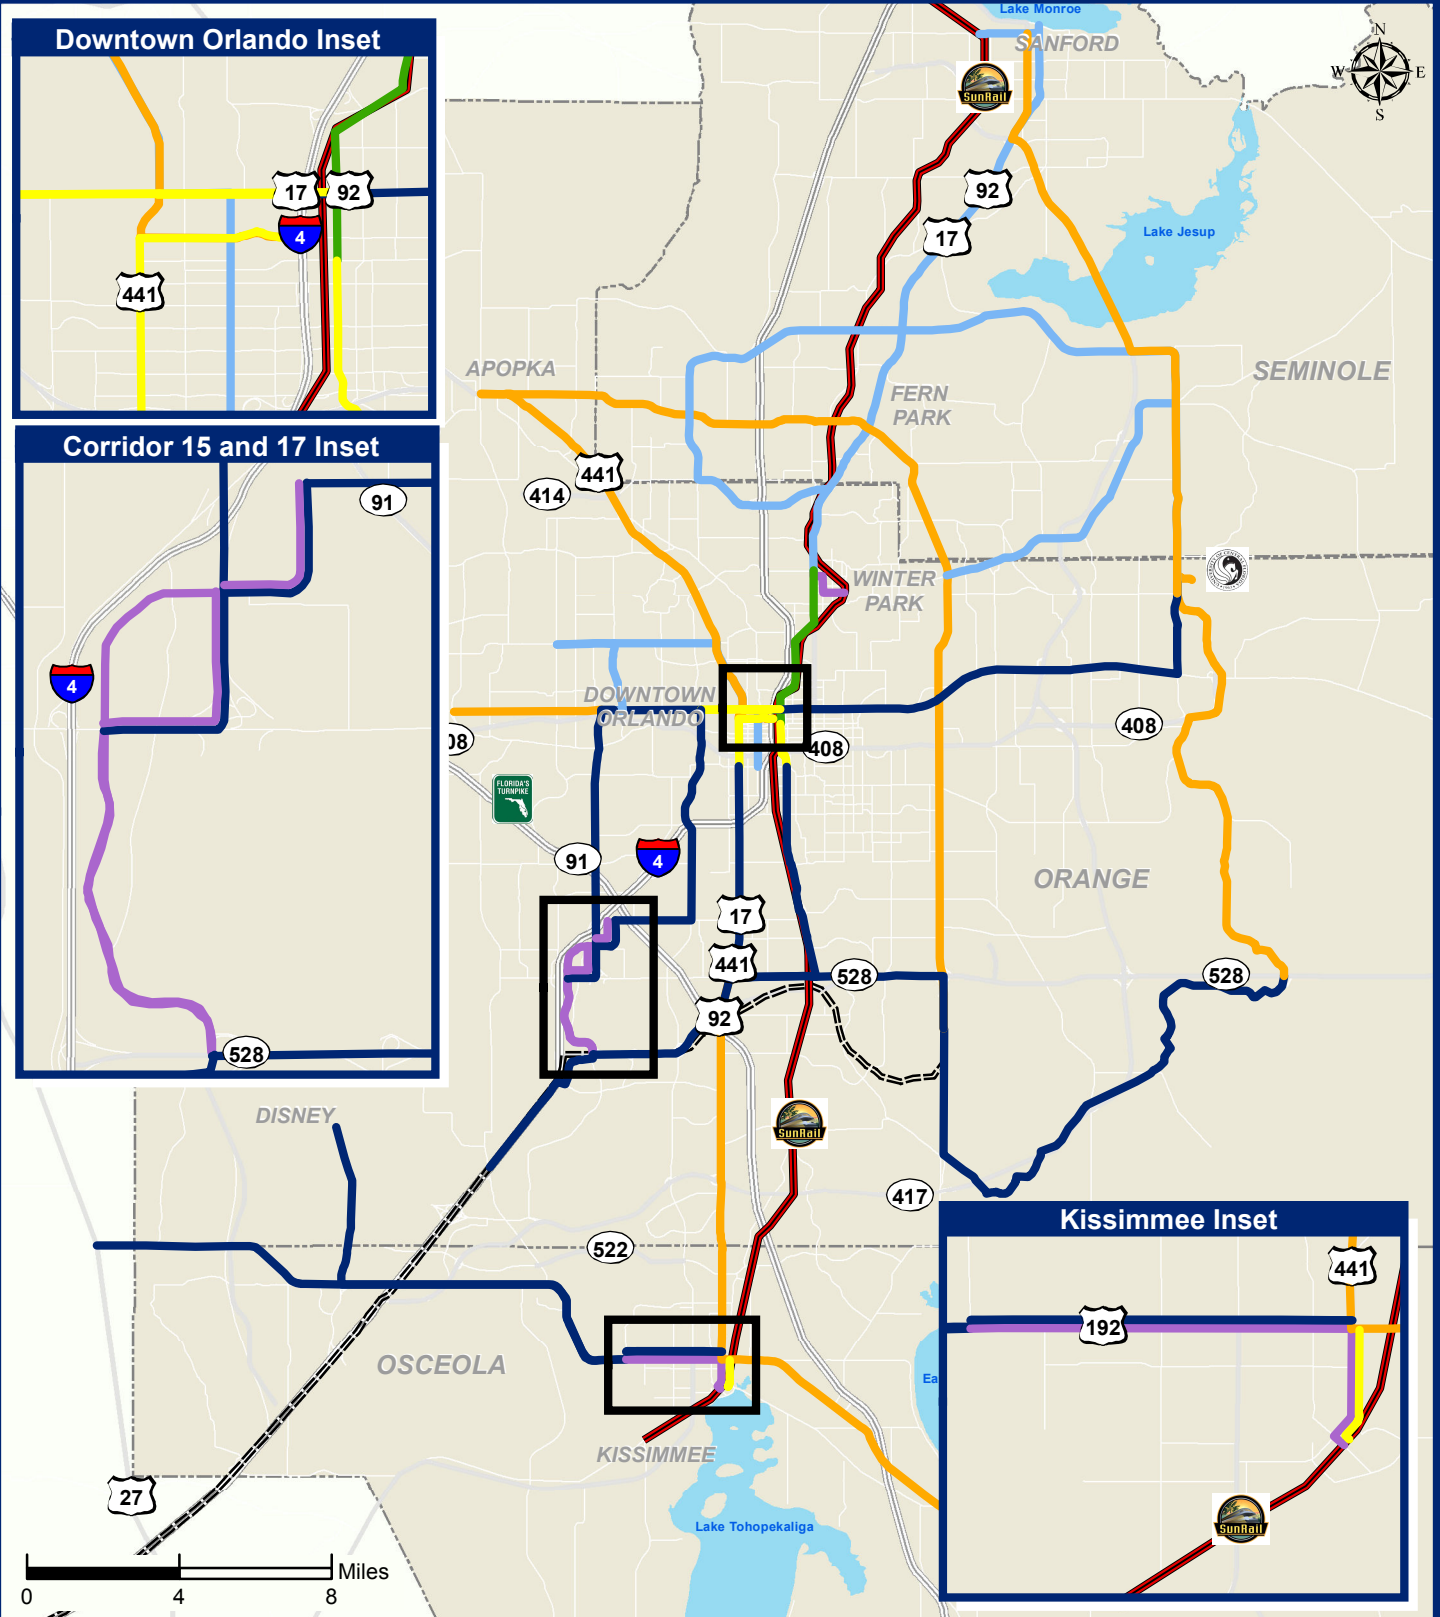 Lake Monroe
Downtown Orlando Inset
SANFORD
N
W
E
S
SunRail
17
92
92
4
17
Lake Jesup
441
APOPKA
SEMINOLE
FERN
PARK
Corridor 15 and 17 Inset
441
91
414
WINTER
PARK
4
DOWNTOWN
ORLANDO
408
08
408
FLORIDA'S
TURNPIKE
91
4
ORANGE
17
441
528
528
92
528
DISNEY
SunRail
417
Kissimmee Inset
522
441
192
OSCEOLA
Ea
KISSIMMEE
27
Lake Tohopekaliga
SunRail
Miles
0
4
8